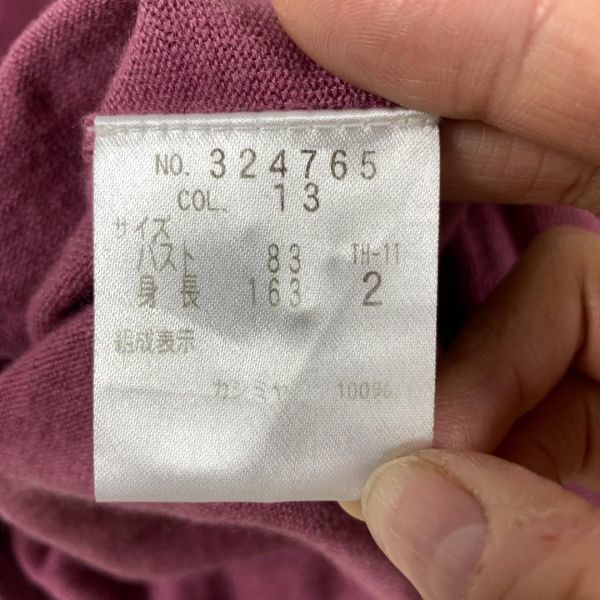 NO. 324765
COL. 13
サイズ
バスト 83 TH-11
身長 163 2
組成表示
カシミヤ 100%